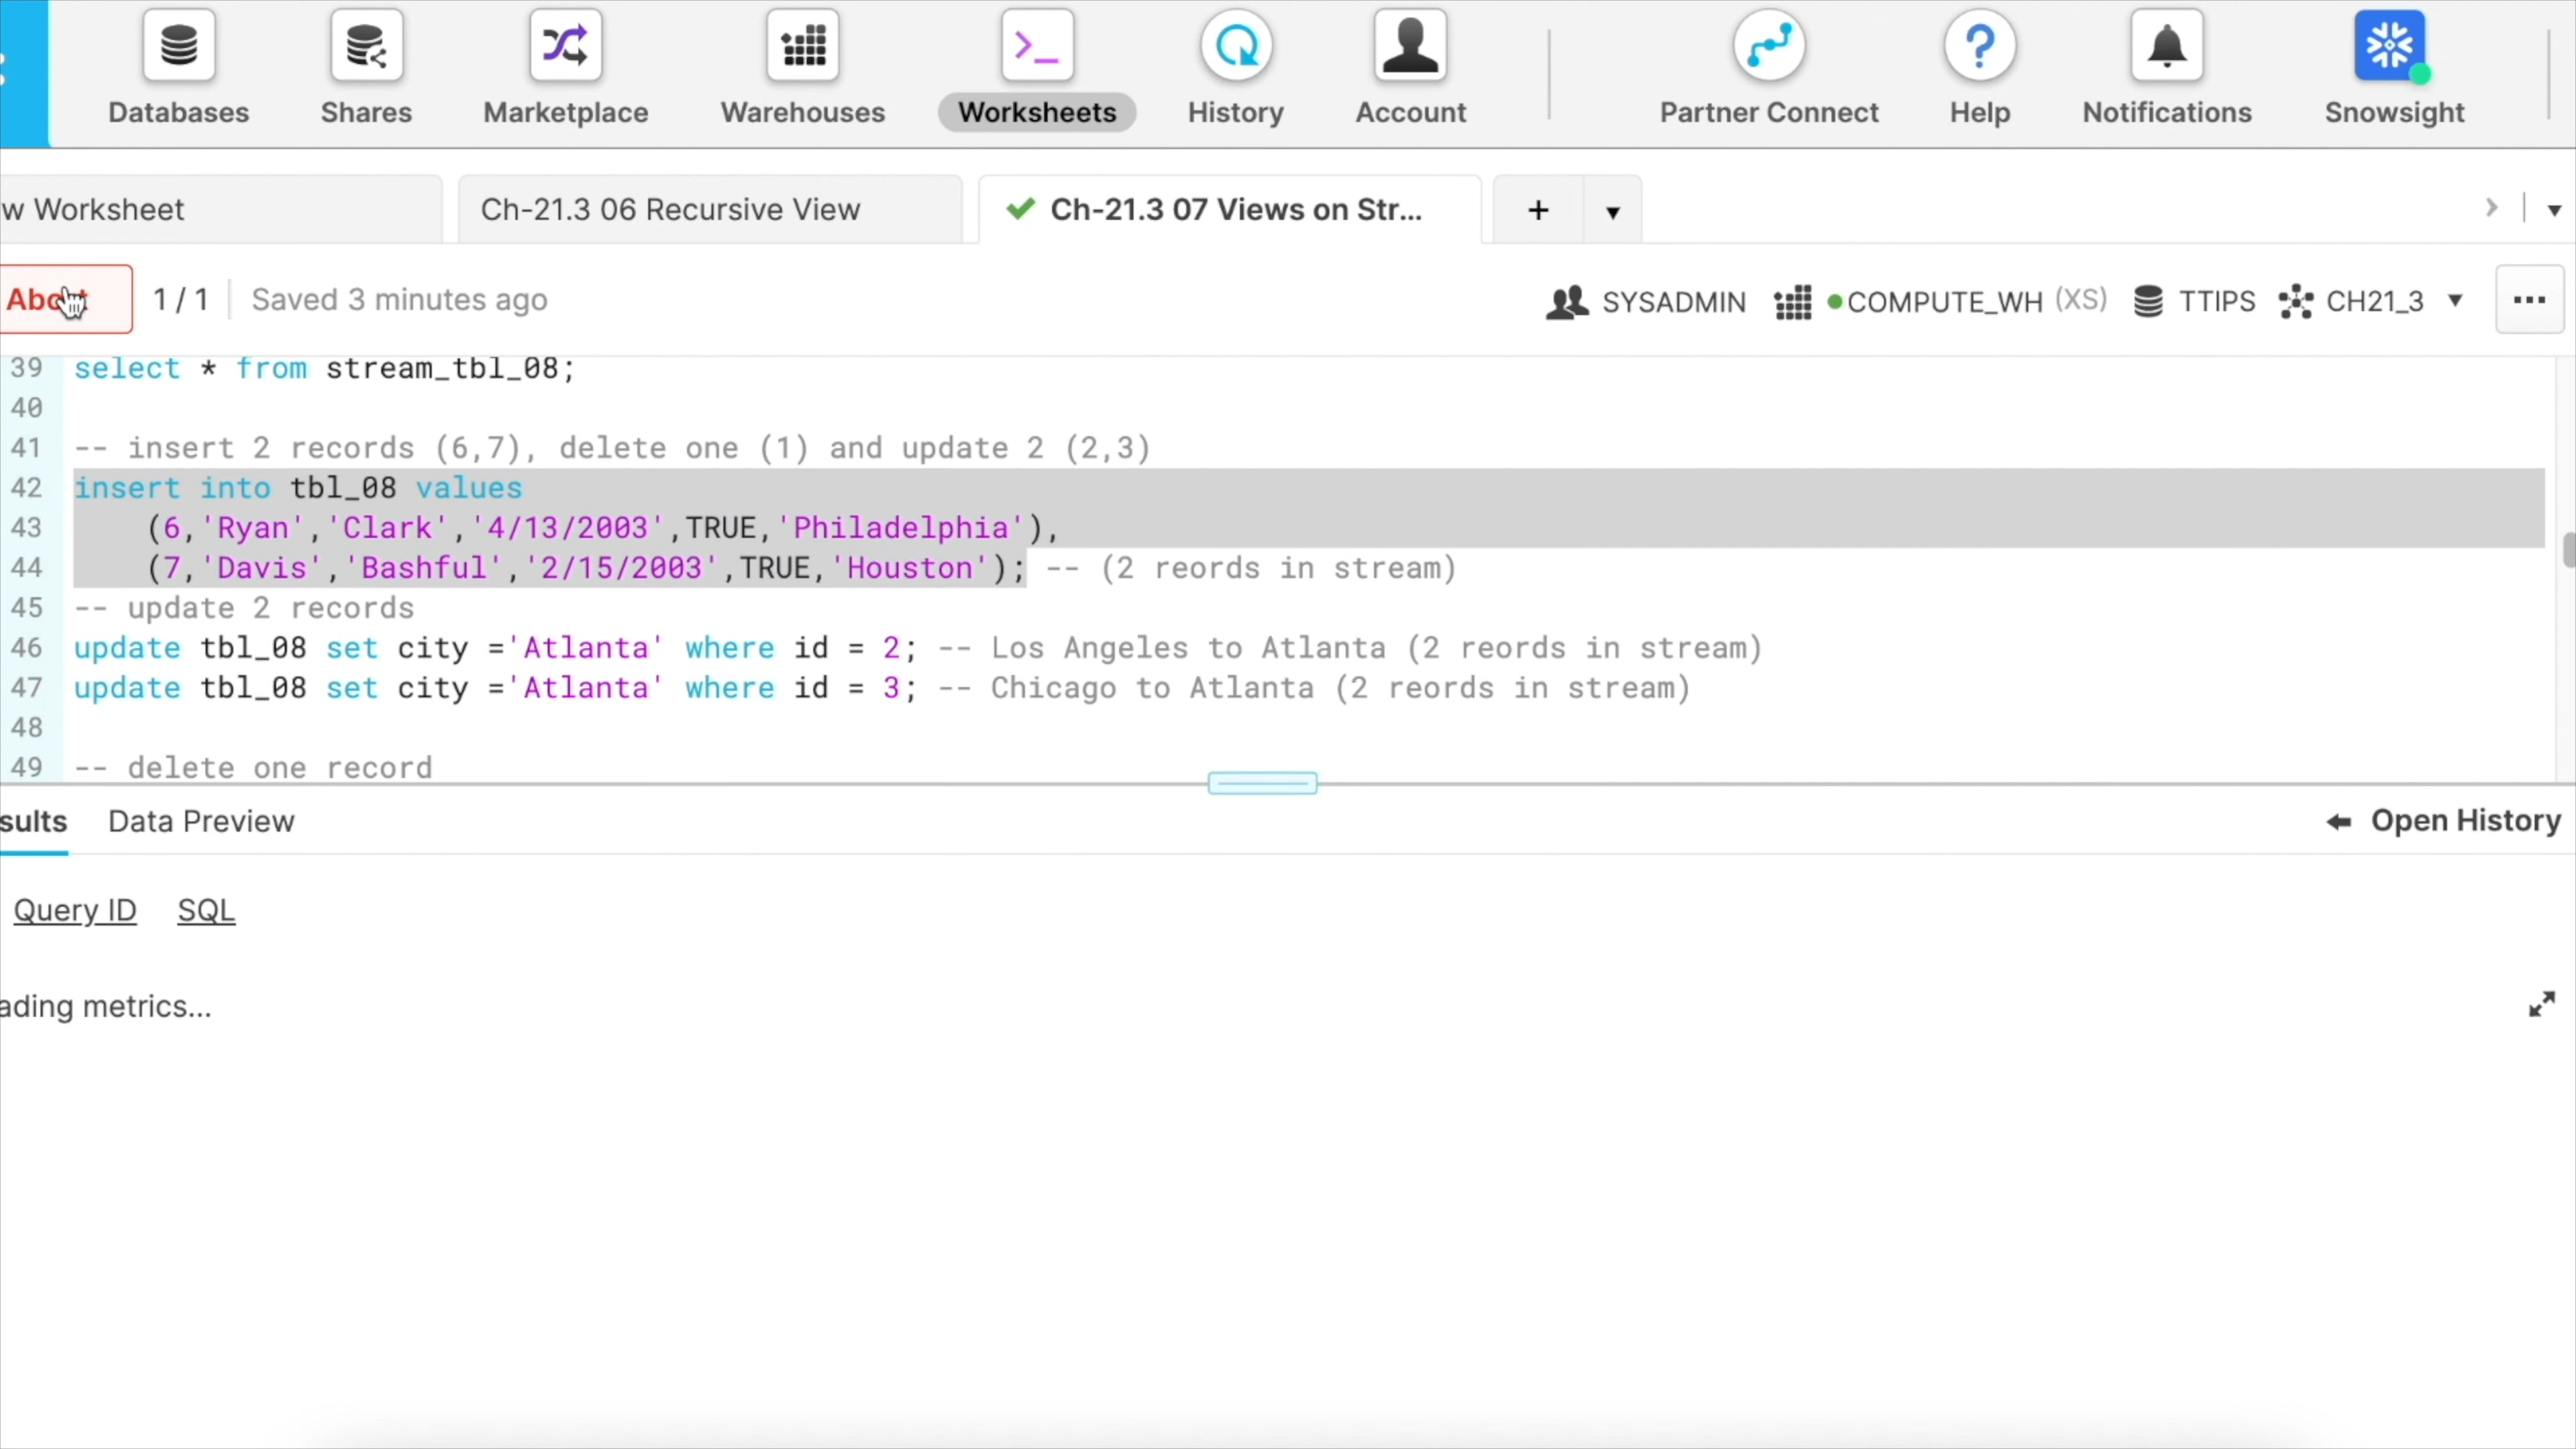 Databases
Shares
Marketplace
Warehouses
Worksheets
History
Account
Partner Connect
Help
Notifications
Snowsight
w Worksheet
Ch-21.3 06 Recursive View
Ch-21.3 07 Views on Str...
+
Abort
1 / 1
Saved 3 minutes ago
SYSADMIN
COMPUTE_WH (XS)
TTIPS
CH21_3
39 select * from stream_tbl_08;
40
41 -- insert 2 records (6,7), delete one (1) and update 2 (2,3)
42 insert into tbl_08 values
43 (6,'Ryan','Clark','4/13/2003',TRUE,'Philadelphia'),
44 (7,'Davis','Bashful','2/15/2003',TRUE,'Houston'); -- (2 reords in stream)
45 -- update 2 records
46 update tbl_08 set city ='Atlanta' where id = 2; -- Los Angeles to Atlanta (2 reords in stream)
47 update tbl_08 set city ='Atlanta' where id = 3; -- Chicago to Atlanta (2 reords in stream)
48
49 -- delete one record
sults
Data Preview
Open History
Query ID
SQL
ading metrics...